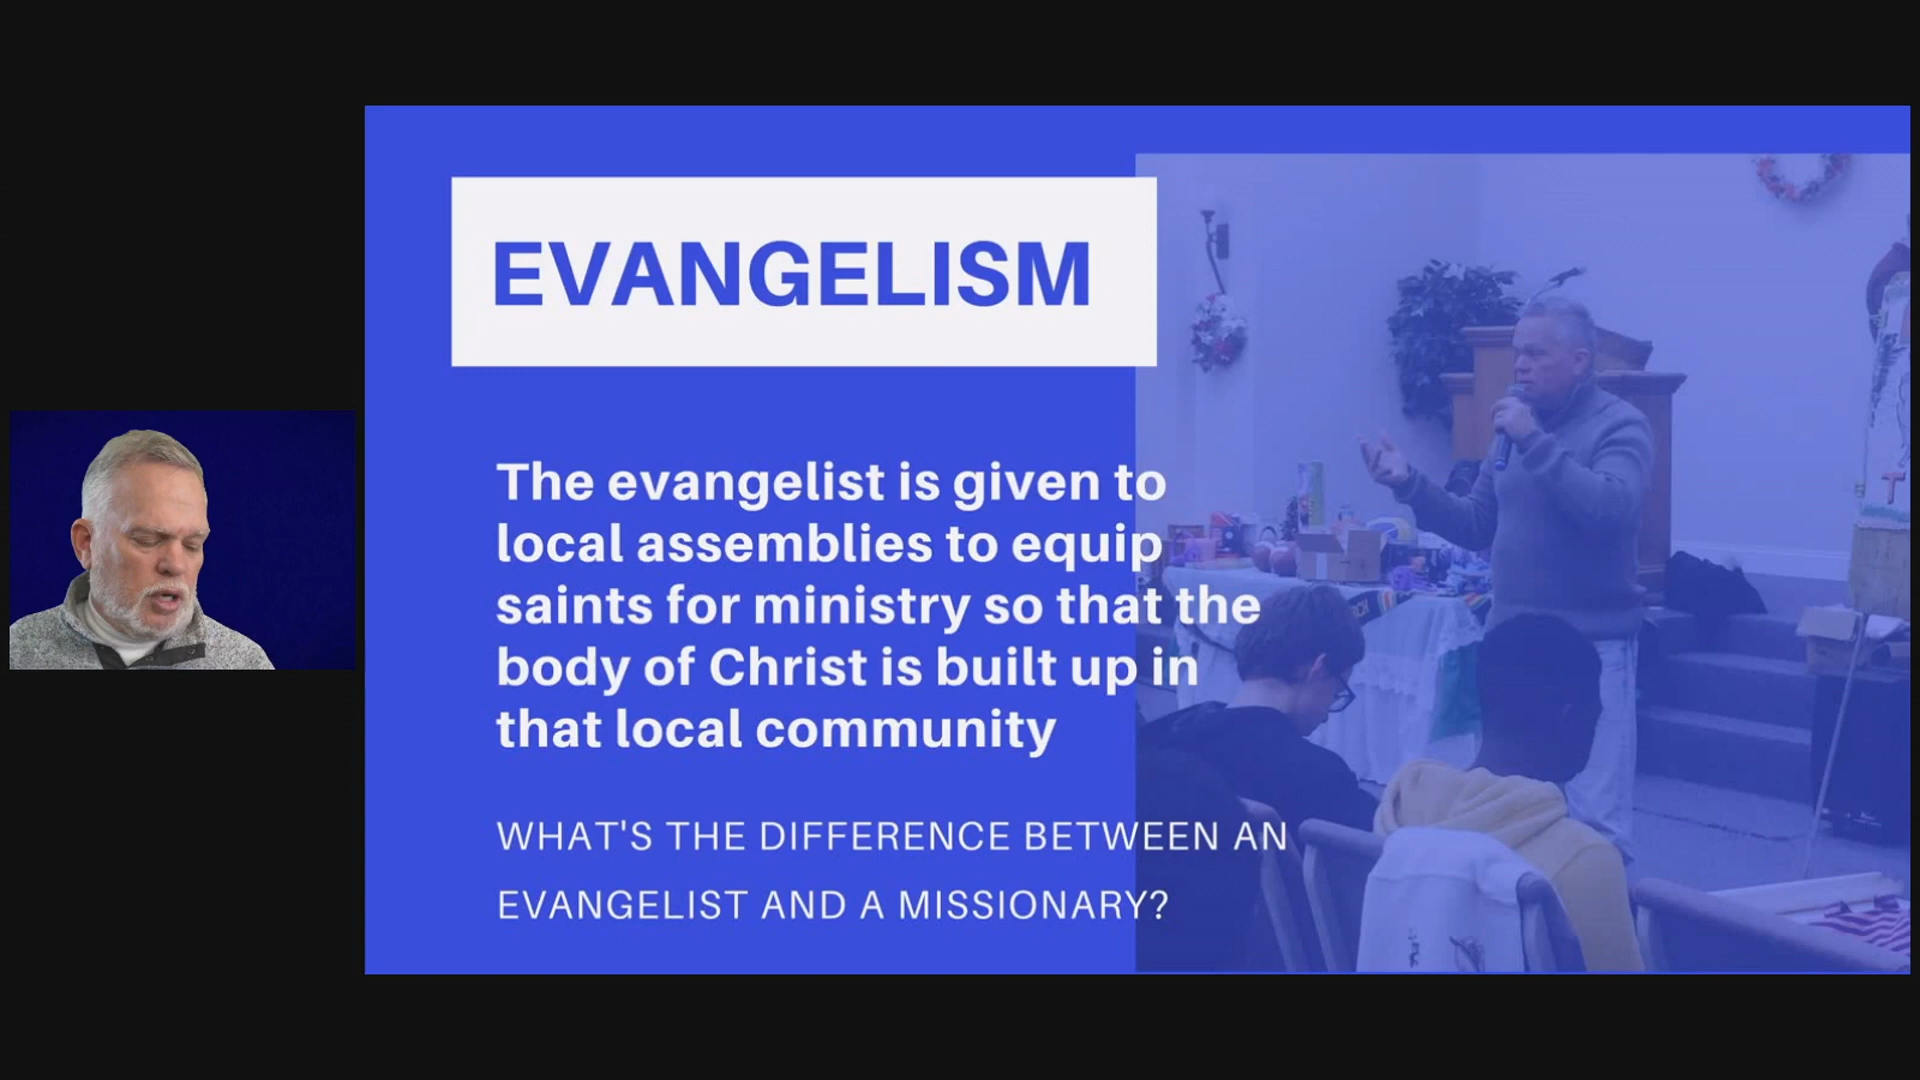 EVANGELISM
The evangelist is given to
local assemblies to equip
saints for ministry so that the
body of Christ is built up in
that local community
WHAT'S THE DIFFERENCE BETWEEN AN
EVANGELIST AND A MISSIONARY?